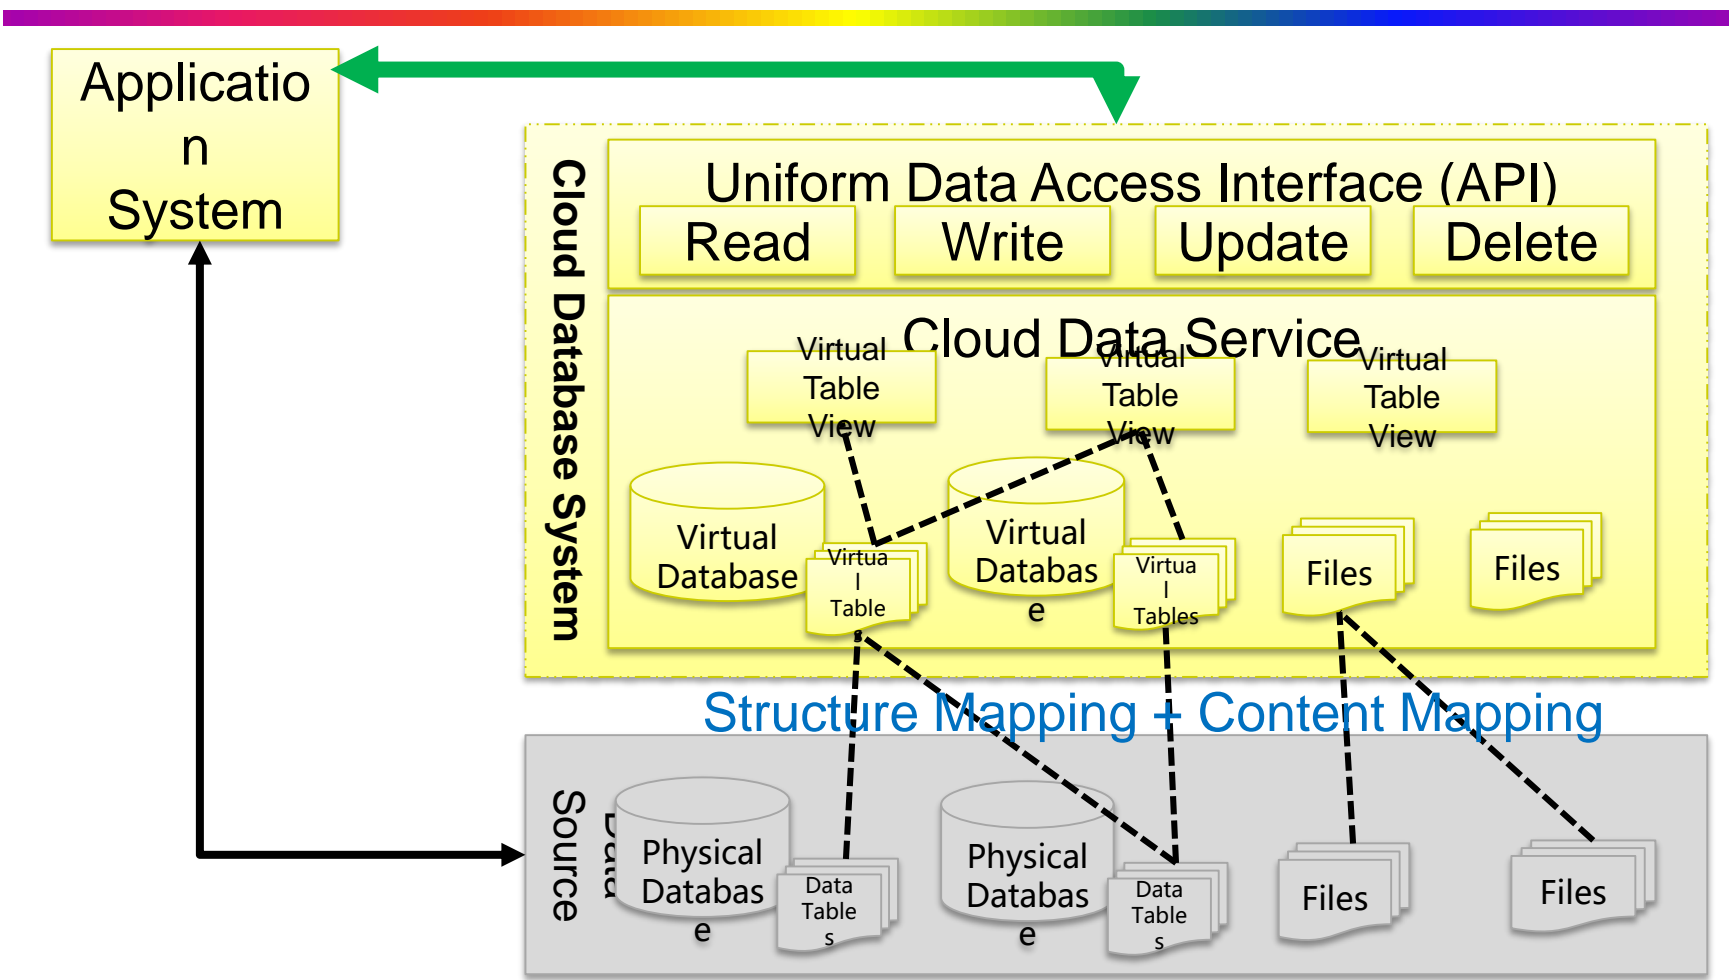 Applicatio
n
System
Cloud Database System
Uniform Data Access Interface (API)
Read
Write
Update
Delete
Cloud Data Service
Virtual
Table
View
Virtual
Table
View
Virtual
Table
View
Virtual
Database
Virtua
l
Table
s
Virtual
Databas
e
Virtua
l
Tables
Files
Files
Structure Mapping + Content Mapping
Data
Source
Physical
Databas
e
Data
Table
s
Physical
Databas
e
Data
Table
s
Files
Files